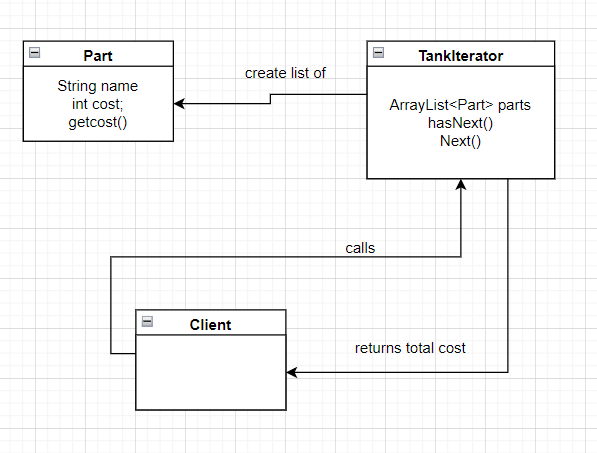 Part
String name
int cost;
getcost()
create list of
TankIterator
ArrayList<Part> parts
hasNext()
Next()
calls
Client
returns total cost